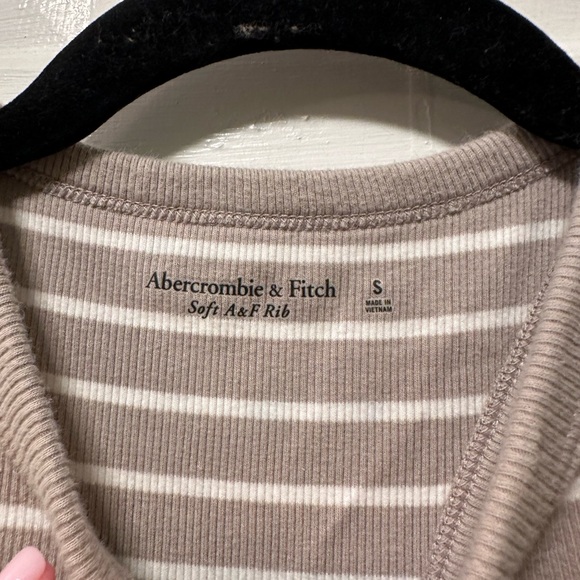 Abercrombie & Fitch
Soft A&F Rib
S
MADE IN
VIETNAM